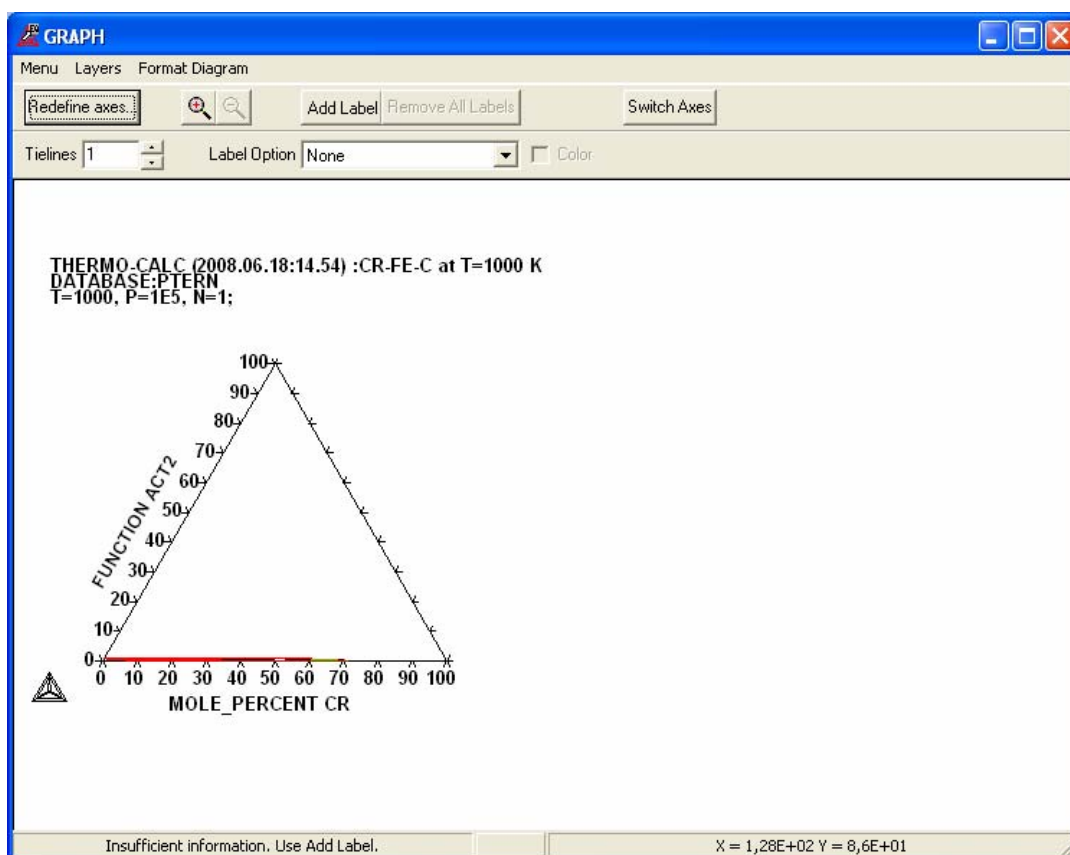 GRAPH
Menu Layers Format Diagram
Redefine axes... Add Label Remove All Labels Switch Axes
Tielines 1 Label Option None Color
THERMO-CALC (2008.06.18:14.54) :CR-FE-C at T=1000 K
DATABASE:PTERN
T=1000, P=1E5, N=1;
100
90
80
70
60
50
40
30
20
10
0
FUNCTION ACT2
0 10 20 30 40 50 60 70 80 90 100
MOLE_PERCENT CR
Insufficient information. Use Add Label. X = 1,28E+02 Y = 8,6E+01